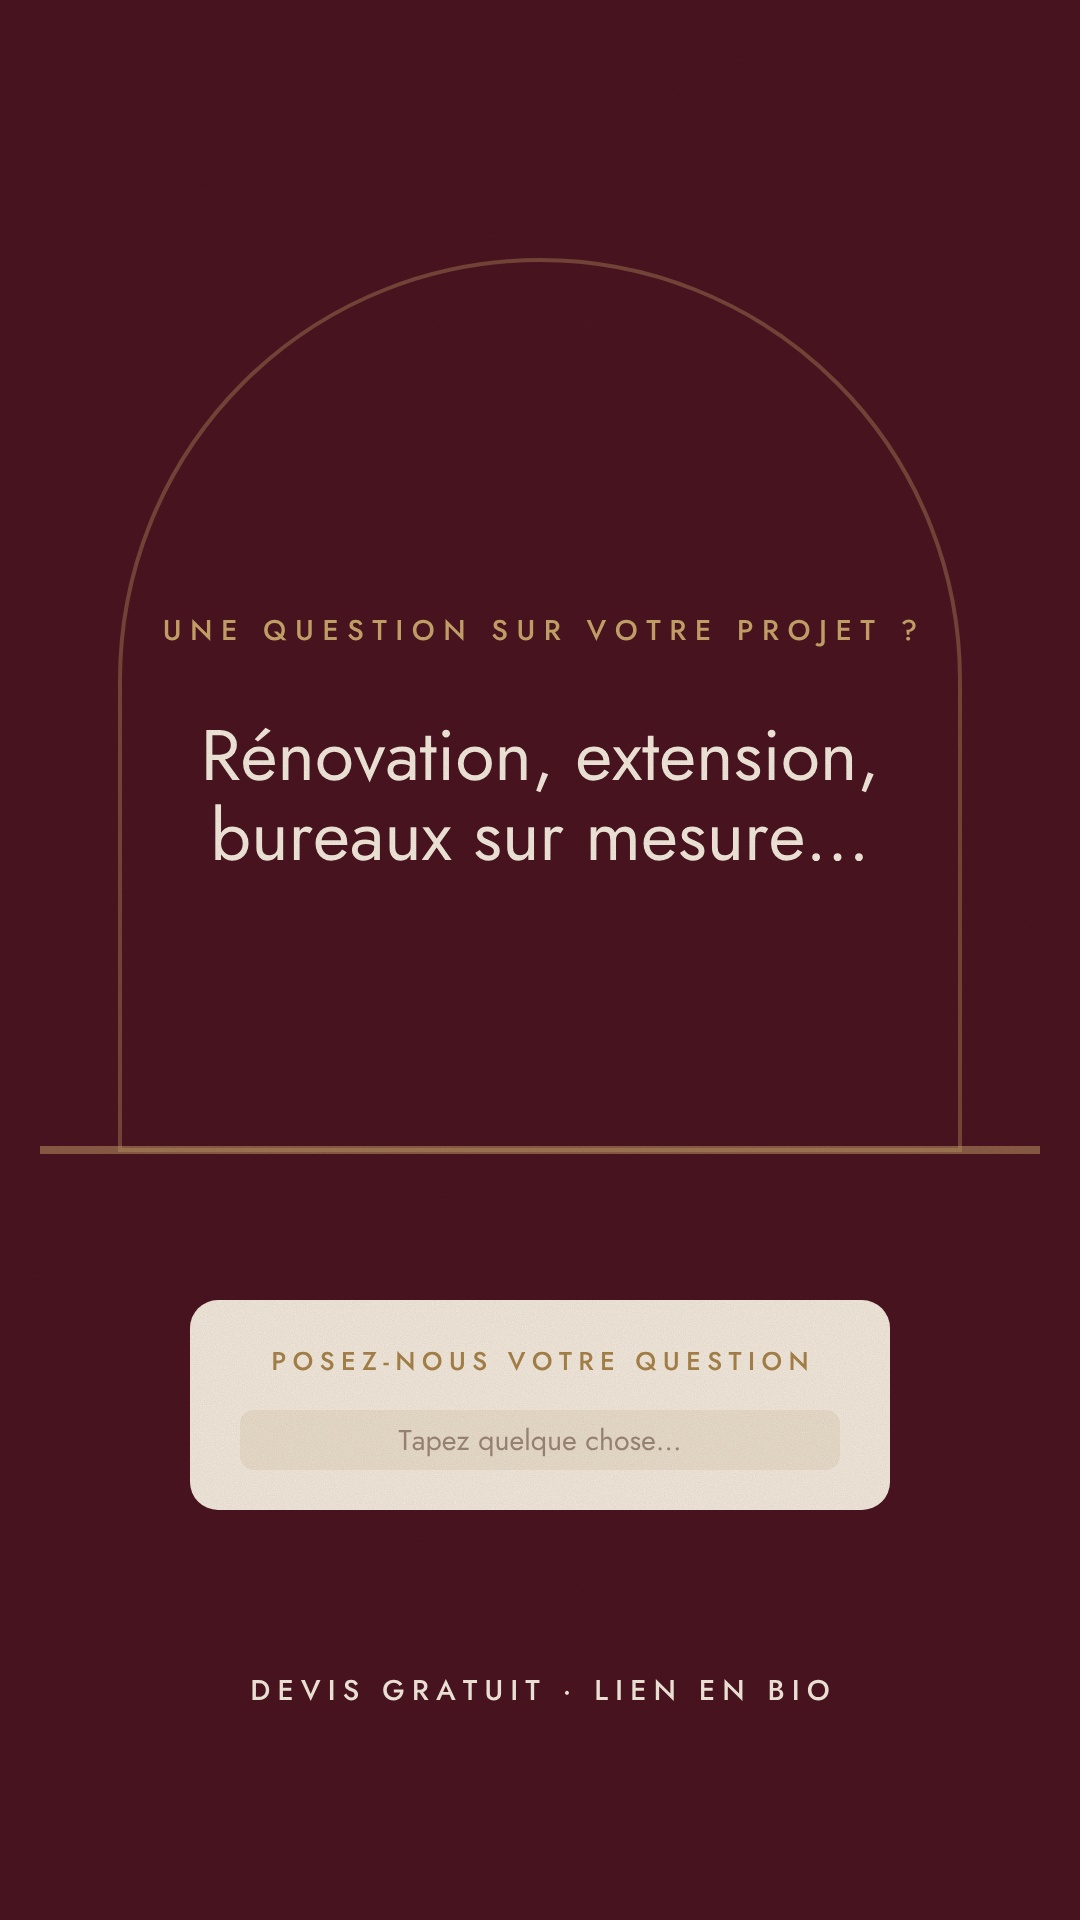 UNE QUESTION SUR VOTRE PROJET ?
Rénovation, extension,
bureaux sur mesure…
POSEZ-NOUS VOTRE QUESTION
Tapez quelque chose…
DEVIS GRATUIT · LIEN EN BIO